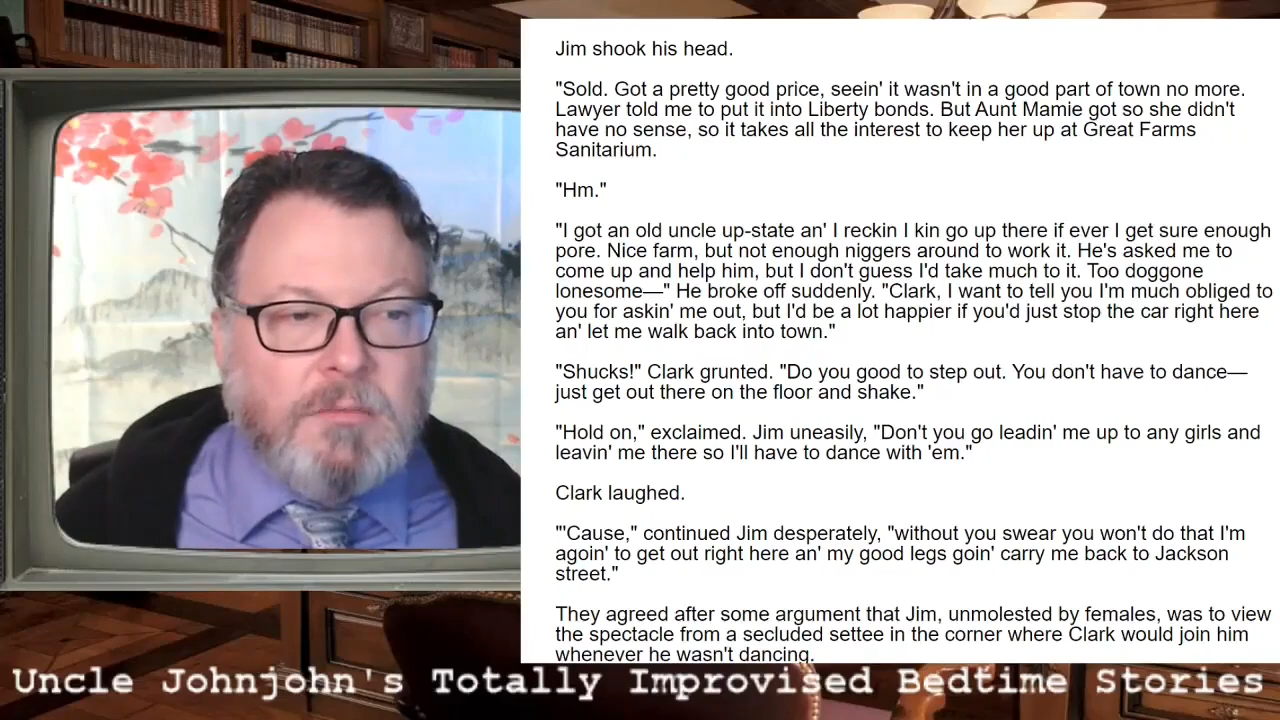 Jim shook his head.
"Sold. Got a pretty good price, seein' it wasn't in a good part of town no more.
Lawyer told me to put it into Liberty bonds. But Aunt Mamie got so she didn't
have no sense, so it takes all the interest to keep her up at Great Farms
Sanitarium.
"Hm."
"I got an old uncle up-state an' I reckin I kin go up there if ever I get sure enough
pore. Nice farm, but not enough niggers around to work it. He's asked me to
come up and help him, but I don't guess I'd take much to it. Too doggone
lonesome—" He broke off suddenly. "Clark, I want to tell you I'm much obliged to
you for askin' me out, but I'd be a lot happier if you'd just stop the car right here
an' let me walk back into town."
"Shucks!" Clark grunted. "Do you good to step out. You don't have to dance—
just get out there on the floor and shake."
"Hold on," exclaimed. Jim uneasily, "Don't you go leadin' me up to any girls and
leavin' me there so I'll have to dance with 'em."
Clark laughed.
"'Cause," continued Jim desperately, "without you swear you won't do that I'm
agoin' to get out right here an' my good legs goin' carry me back to Jackson
street."
They agreed after some argument that Jim, unmolested by females, was to view
the spectacle from a secluded settee in the corner where Clark would join him
whenever he wasn't dancing.
Uncle Johnjohn's Totally Improvised Bedtime Stories